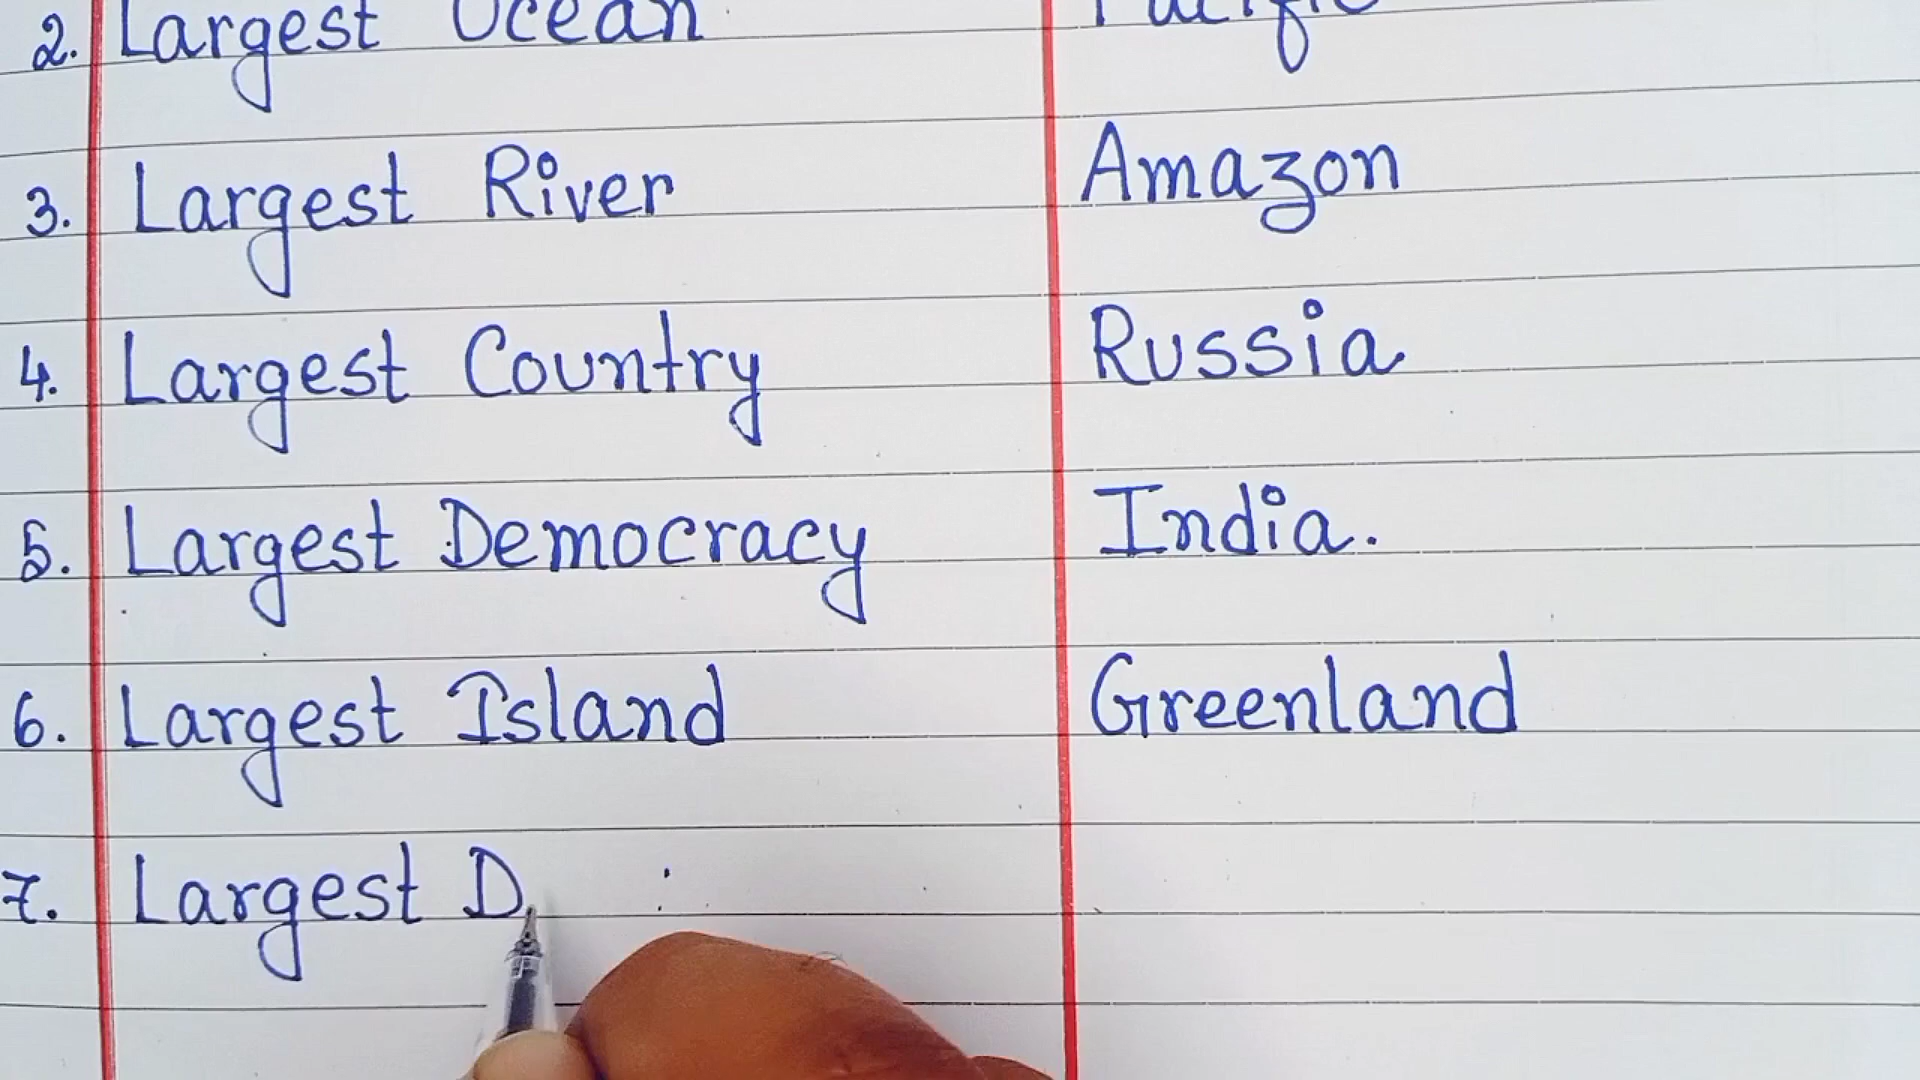 2. Largest Ocean Pacific
3. Largest River Amazon
4. Largest Country Russia
5. Largest Democracy India.
6. Largest Island Greenland
7. Largest D